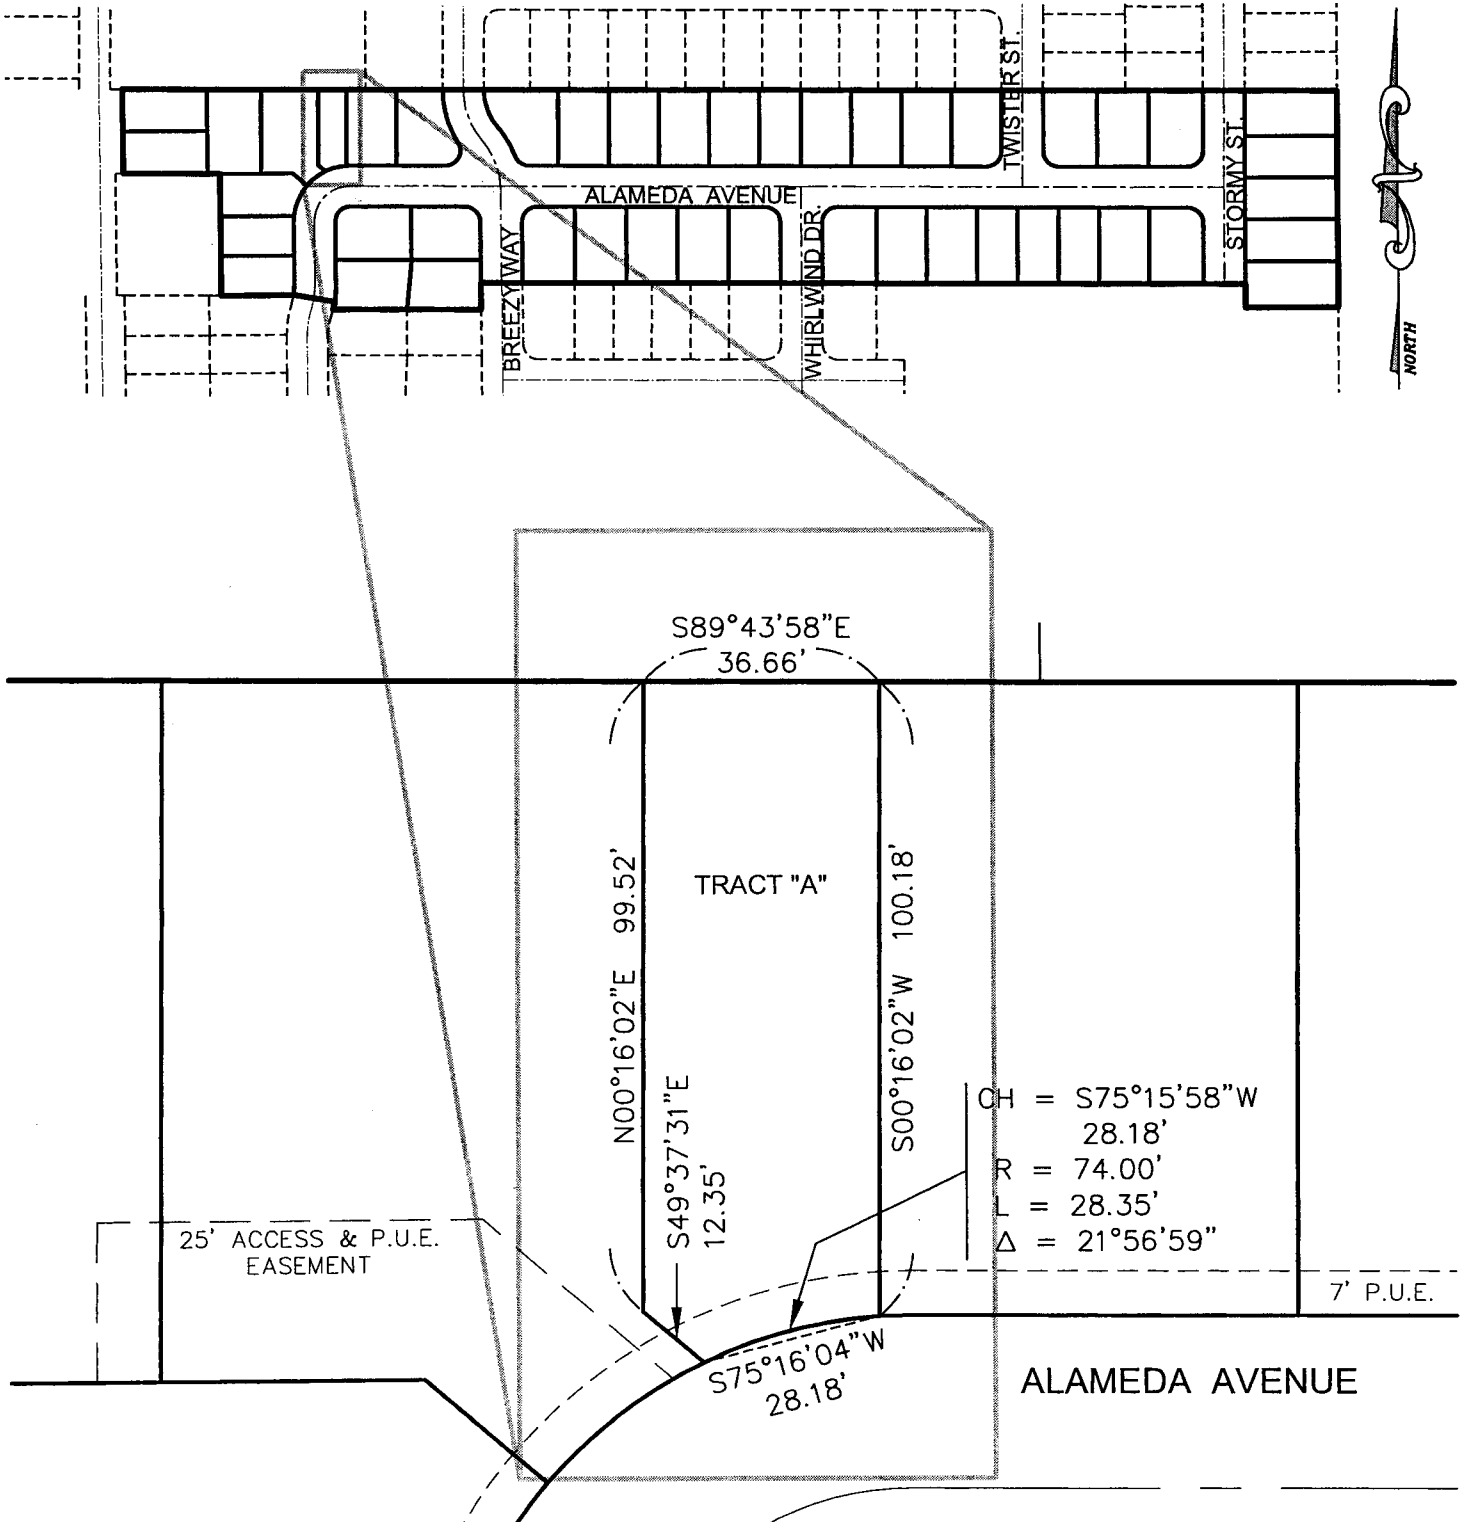 TWISTER ST.
STORMY ST.
ALAMEDA AVENUE
BREEZY WAY
WHIRLWIND DR.
NORTH
S89°43'58"E
36.66'
N00°16'02"E 99.52'
TRACT "A"
S00°16'02"W 100.18'
S49°37'31"E
12.35'
CH = S75°15'58"W
28.18'
R = 74.00'
L = 28.35'
Δ = 21°56'59"
25' ACCESS & P.U.E.
EASEMENT
7' P.U.E.
S75°16'04"W
28.18'
ALAMEDA AVENUE